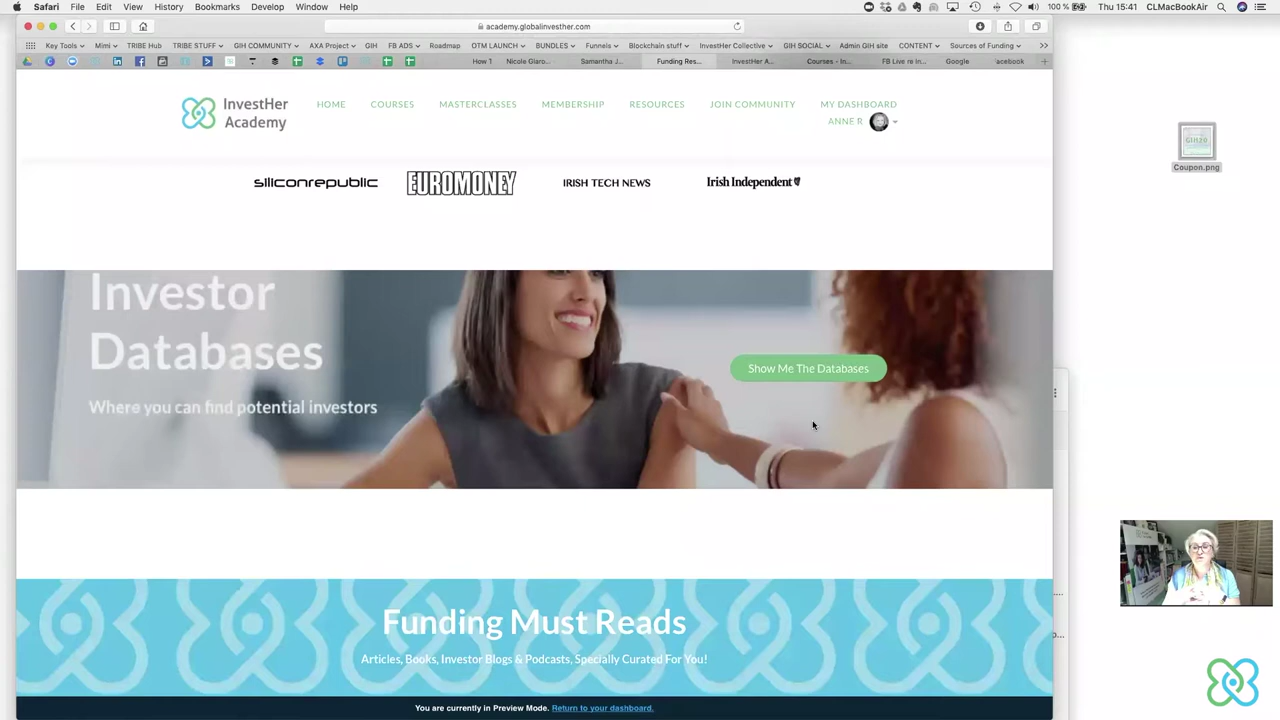 Safari File Edit View History Bookmarks Develop Window Help 100 % Thu 15:41 CLMacBookAir
academy.globalinvesther.com
Key Tools Mimi TRIBE Hub TRIBE STUFF GIH COMMUNITY AXA Project GIH FB ADS Roadmap OTM LAUNCH BUNDLES Funnels Blockchain stuff InvestHer Collective GIH SOCIAL Admin GIH site CONTENT Sources of Funding
How 1 Nicole Glaro... Samantha J... Funding Res... InvestHer A... Courses - In... FB Live re In... Google acebook
InvestHer
Academy
HOME COURSES MASTERCLASSES MEMBERSHIP RESOURCES JOIN COMMUNITY MY DASHBOARD
ANNE R
siliconrepublic EUROMONEY IRISH TECH NEWS Irish Independent
Coupon.png
Investor
Databases
Where you can find potential investors
Show Me The Databases
Funding Must Reads
Articles, Books, Investor Blogs & Podcasts, Specially Curated For You!
You are currently in Preview Mode. Return to your dashboard.